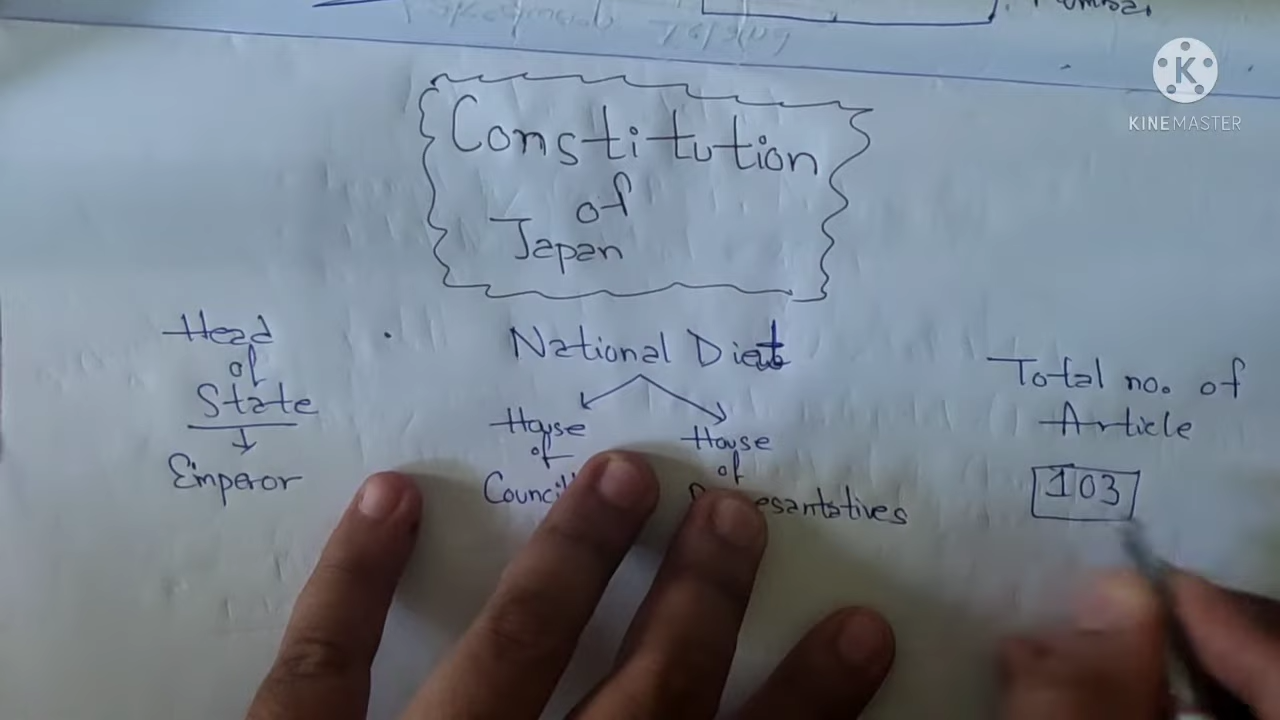 Constitution
of
Japan
Head
of
State
Emperor
National Diet
House
of
House
of
Total no. of
Article
103
KINEMASTER